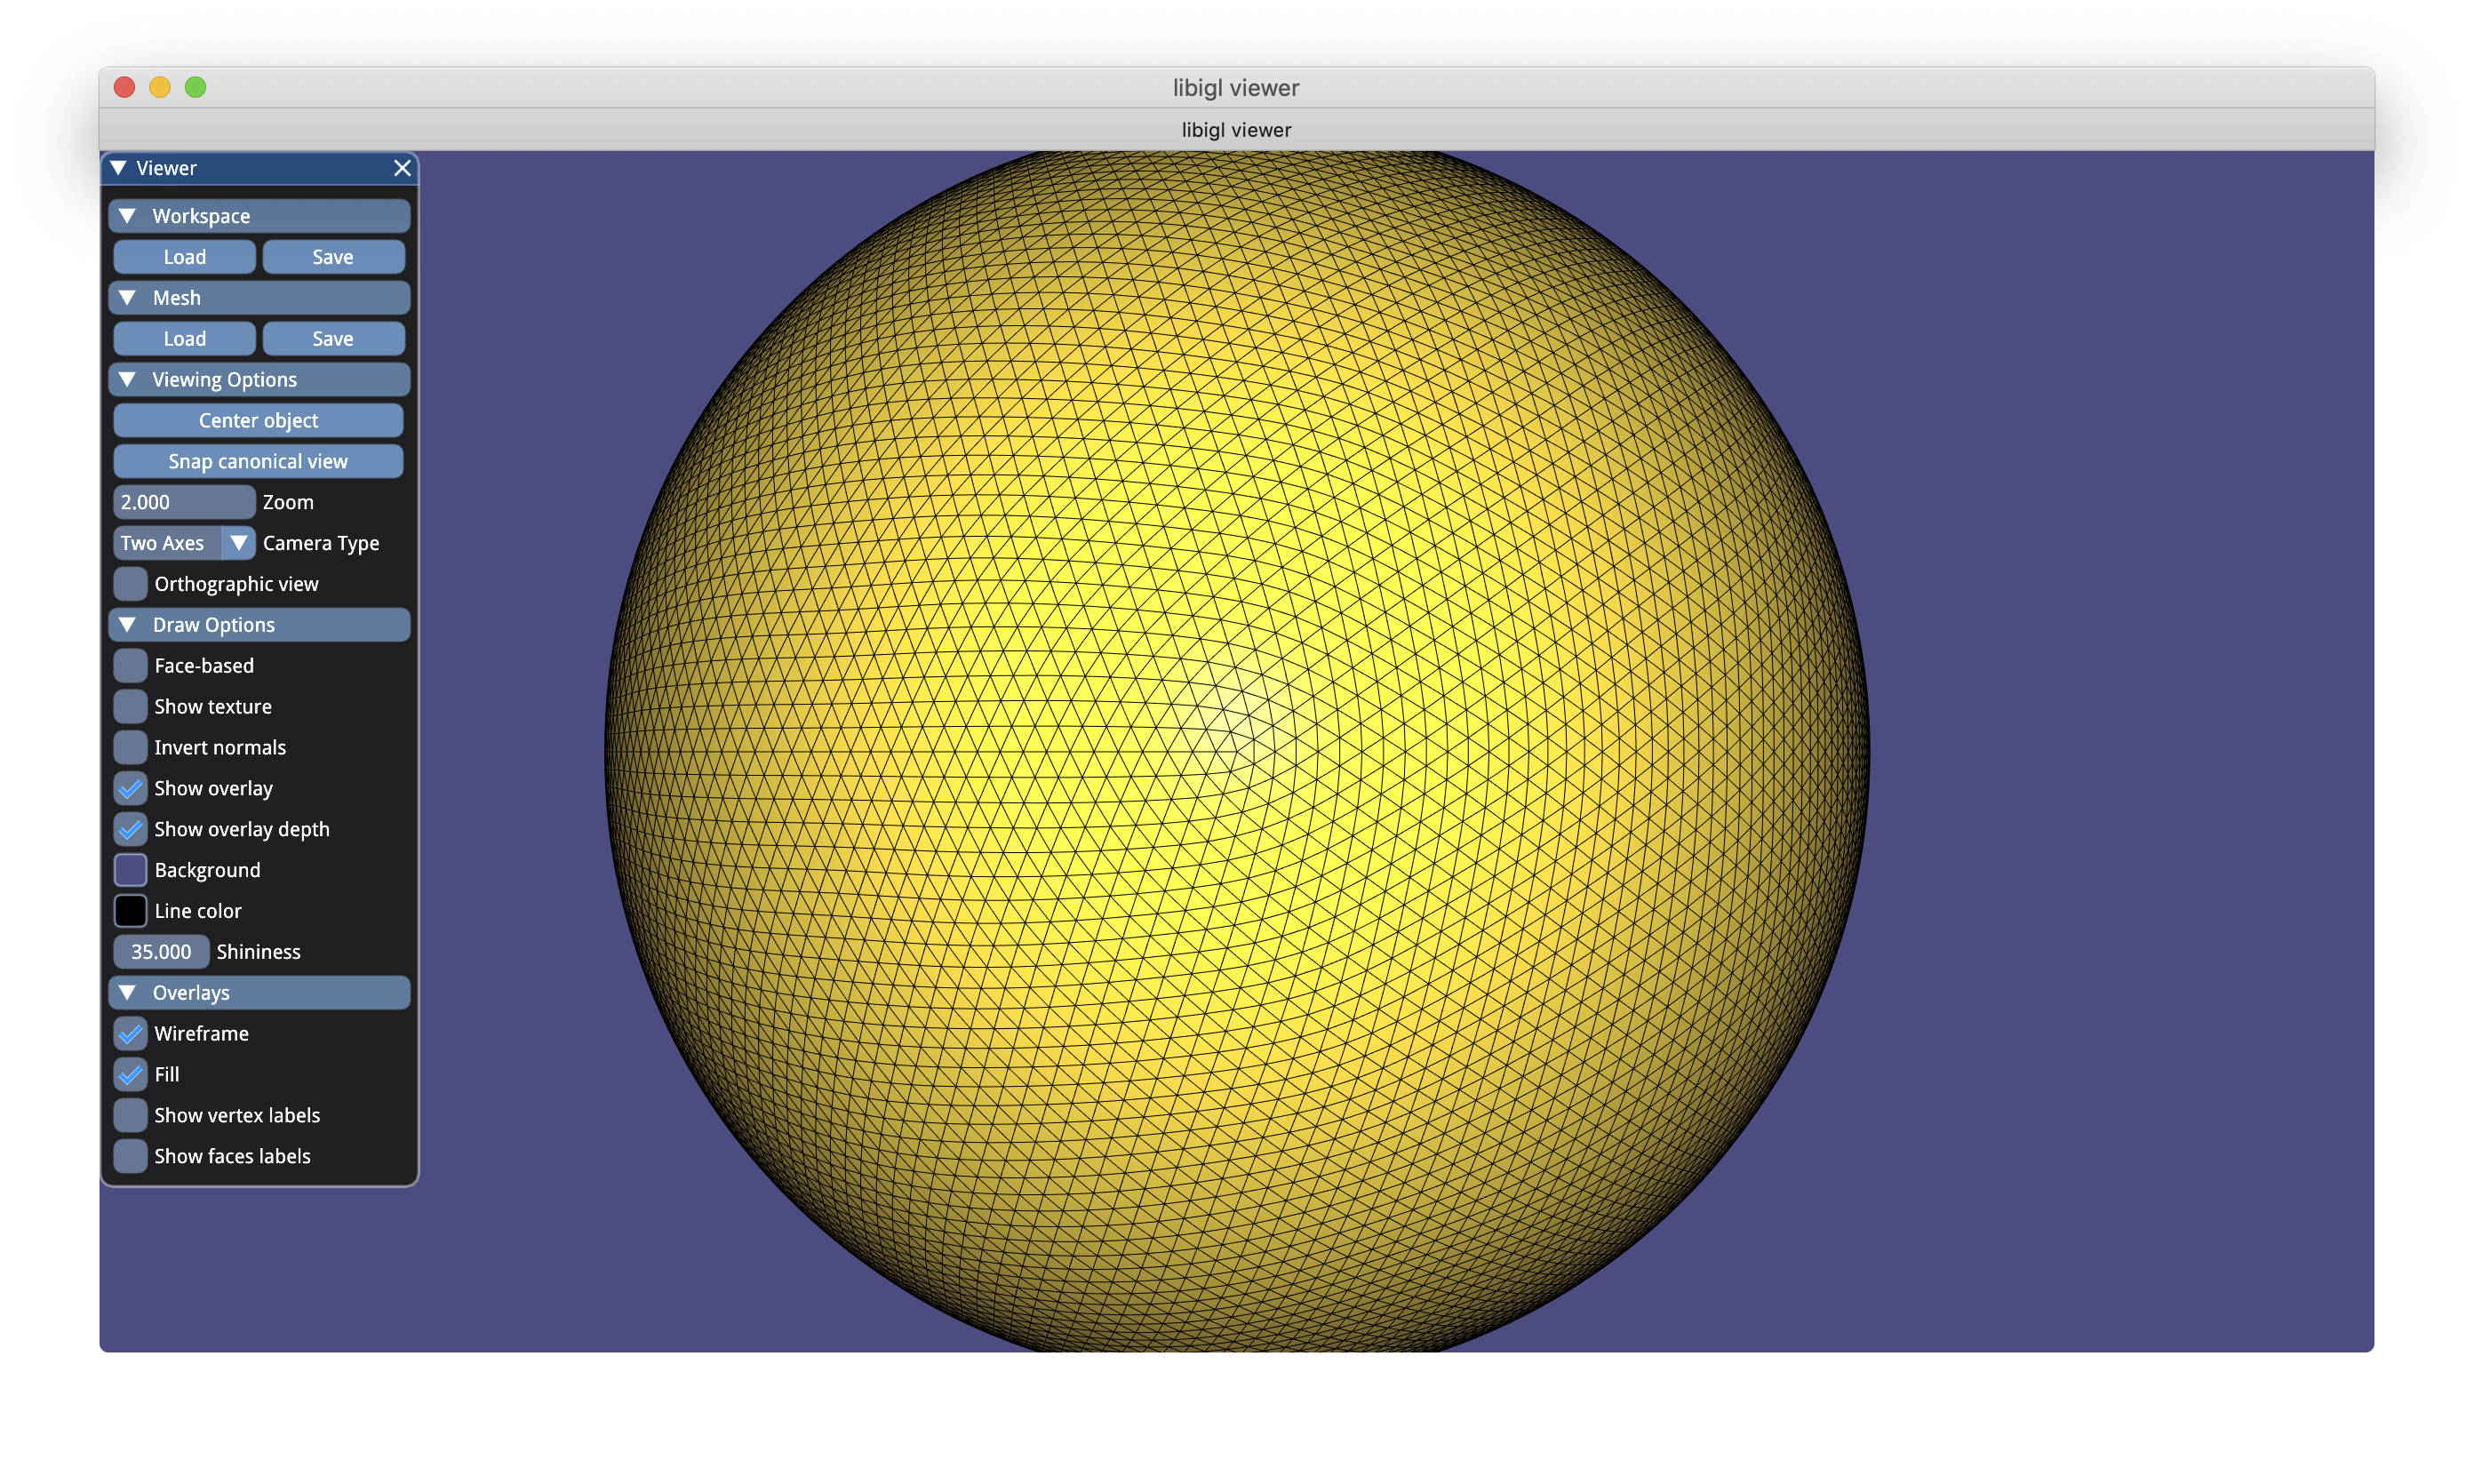 libigl viewer
libigl viewer
Viewer
Workspace
Load Save
Mesh
Load Save
Viewing Options
Center object
Snap canonical view
2.000 Zoom
Two Axes Camera Type
Orthographic view
Draw Options
Face-based
Show texture
Invert normals
Show overlay
Show overlay depth
Background
Line color
35.000 Shininess
Overlays
Wireframe
Fill
Show vertex labels
Show faces labels